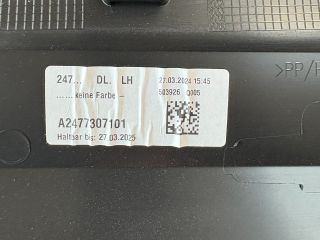 247... DL. LH
27.03.2024 15:45
......keine Farbe -
503926 0005
A2477307101
Haltbar bis: 27.03.2025
>PP/